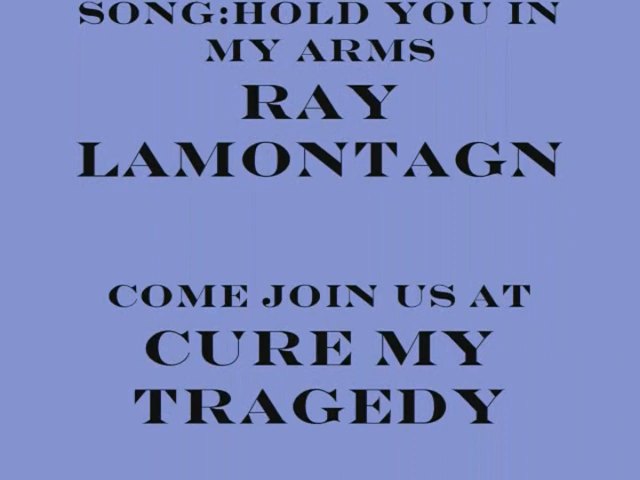 SONG:HOLD YOU IN
MY ARMS
RAY
LAMONTAGN
COME JOIN US AT
CURE MY
TRAGEDY